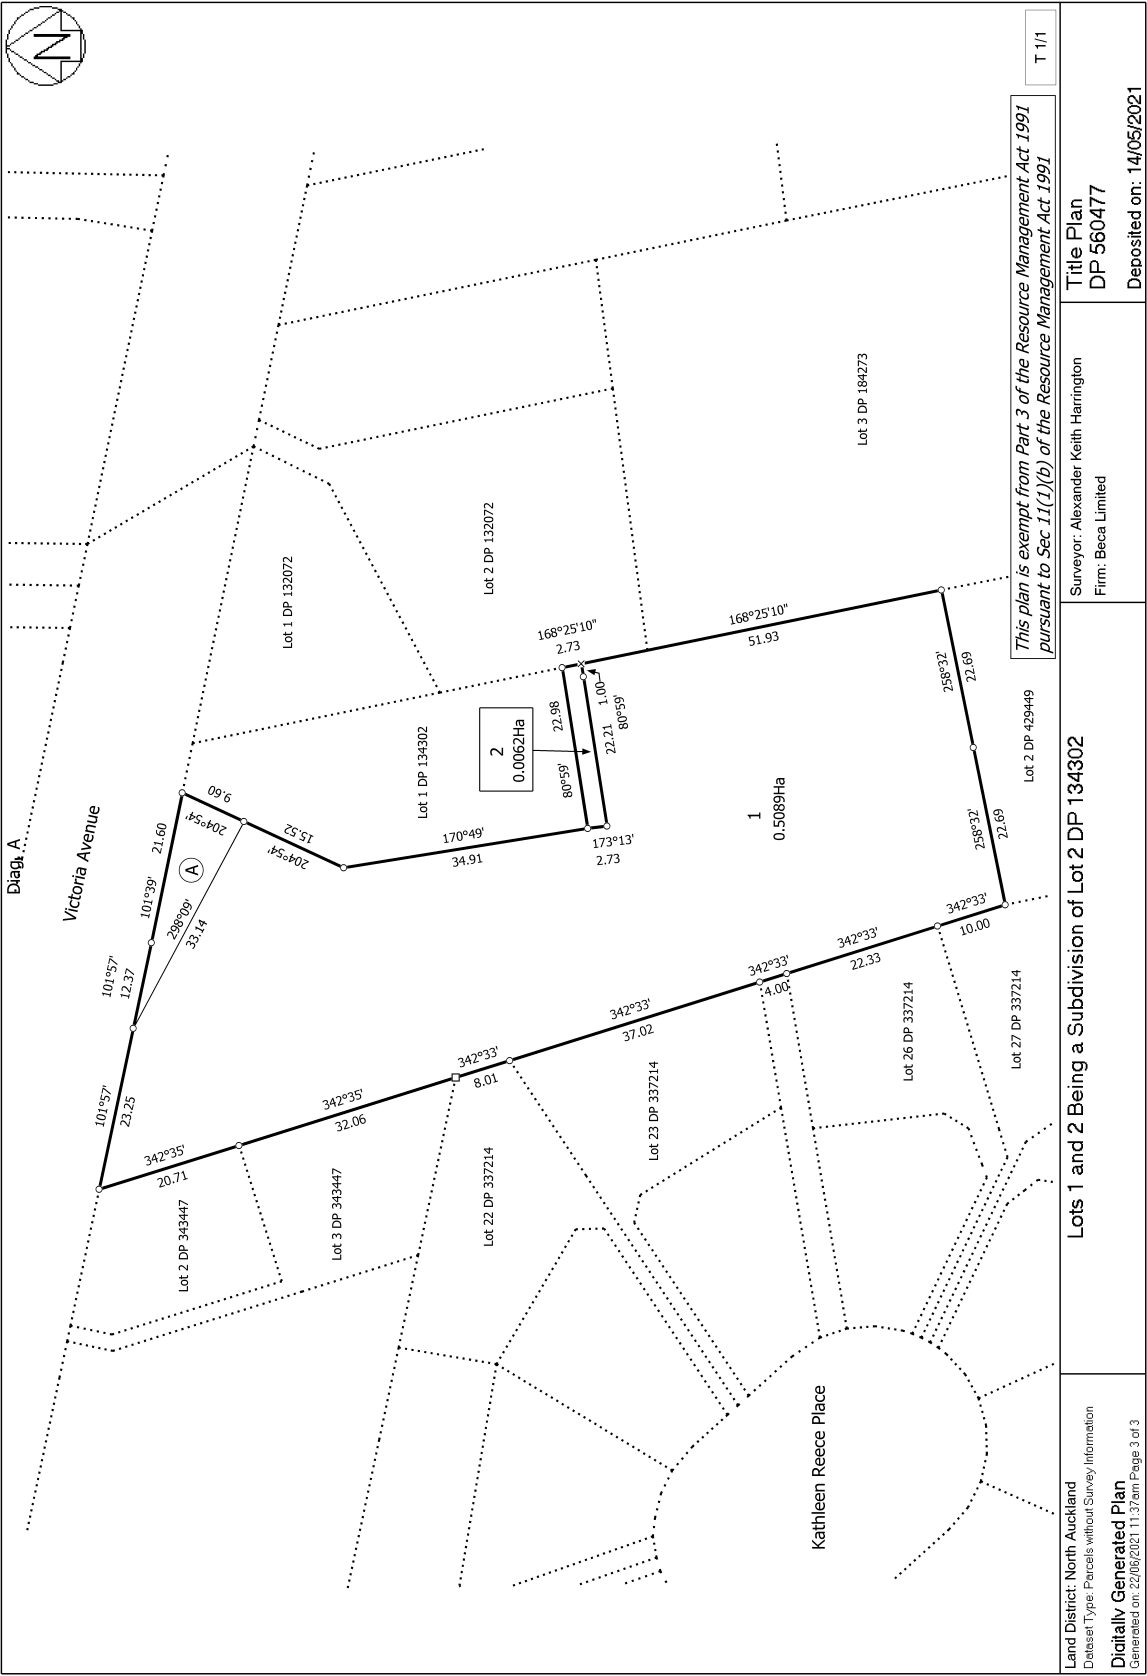 N
T 1/1
Diag. A
Victoria Avenue
101°57'
23.25
101°57'
12.37
101°39'
21.60
A
298°09'
33.14
204°54'
9.60
204°54'
15.52
342°35'
20.71
342°35'
32.06
342°33'
8.01
342°33'
37.02
342°33'
4.00
342°33'
22.33
342°33'
10.00
170°49'
34.91
173°13'
2.73
80°59'
22.98
168°25'10"
2.73
1.00
80°59'
22.21
168°25'10"
51.93
258°32'
22.69
258°32'
22.69
2
0.0062Ha
1
0.5089Ha
Lot 1 DP 132072
Lot 2 DP 132072
Lot 3 DP 184273
Lot 1 DP 134302
Lot 2 DP 343447
Lot 3 DP 343447
Lot 22 DP 337214
Lot 23 DP 337214
Lot 26 DP 337214
Lot 27 DP 337214
Lot 2 DP 429449
Kathleen Reece Place
This plan is exempt from Part 3 of the Resource Management Act 1991
pursuant to Sec 11(1)(b) of the Resource Management Act 1991
Land District: North Auckland
Dataset Type: Parcels without Survey Information
Digitally Generated Plan
Generated on: 22/06/2021 11:37am Page 3 of 3
Lots 1 and 2 Being a Subdivision of Lot 2 DP 134302
Surveyor: Alexander Keith Harrington
Firm: Beca Limited
Title Plan
DP 560477
Deposited on: 14/05/2021